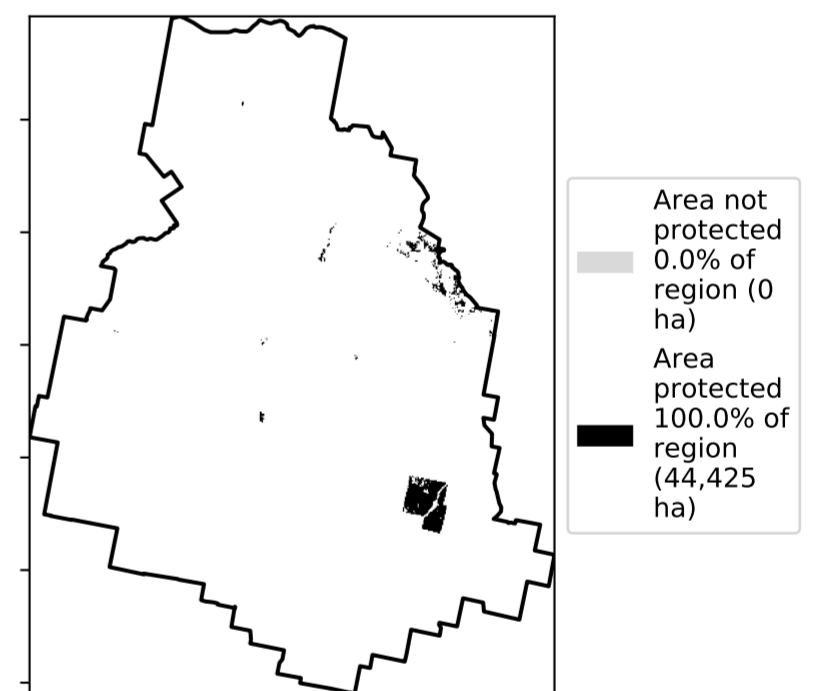 Area not
protected
0.0% of
region (0
ha)
Area
protected
100.0% of
region
(44,425
ha)